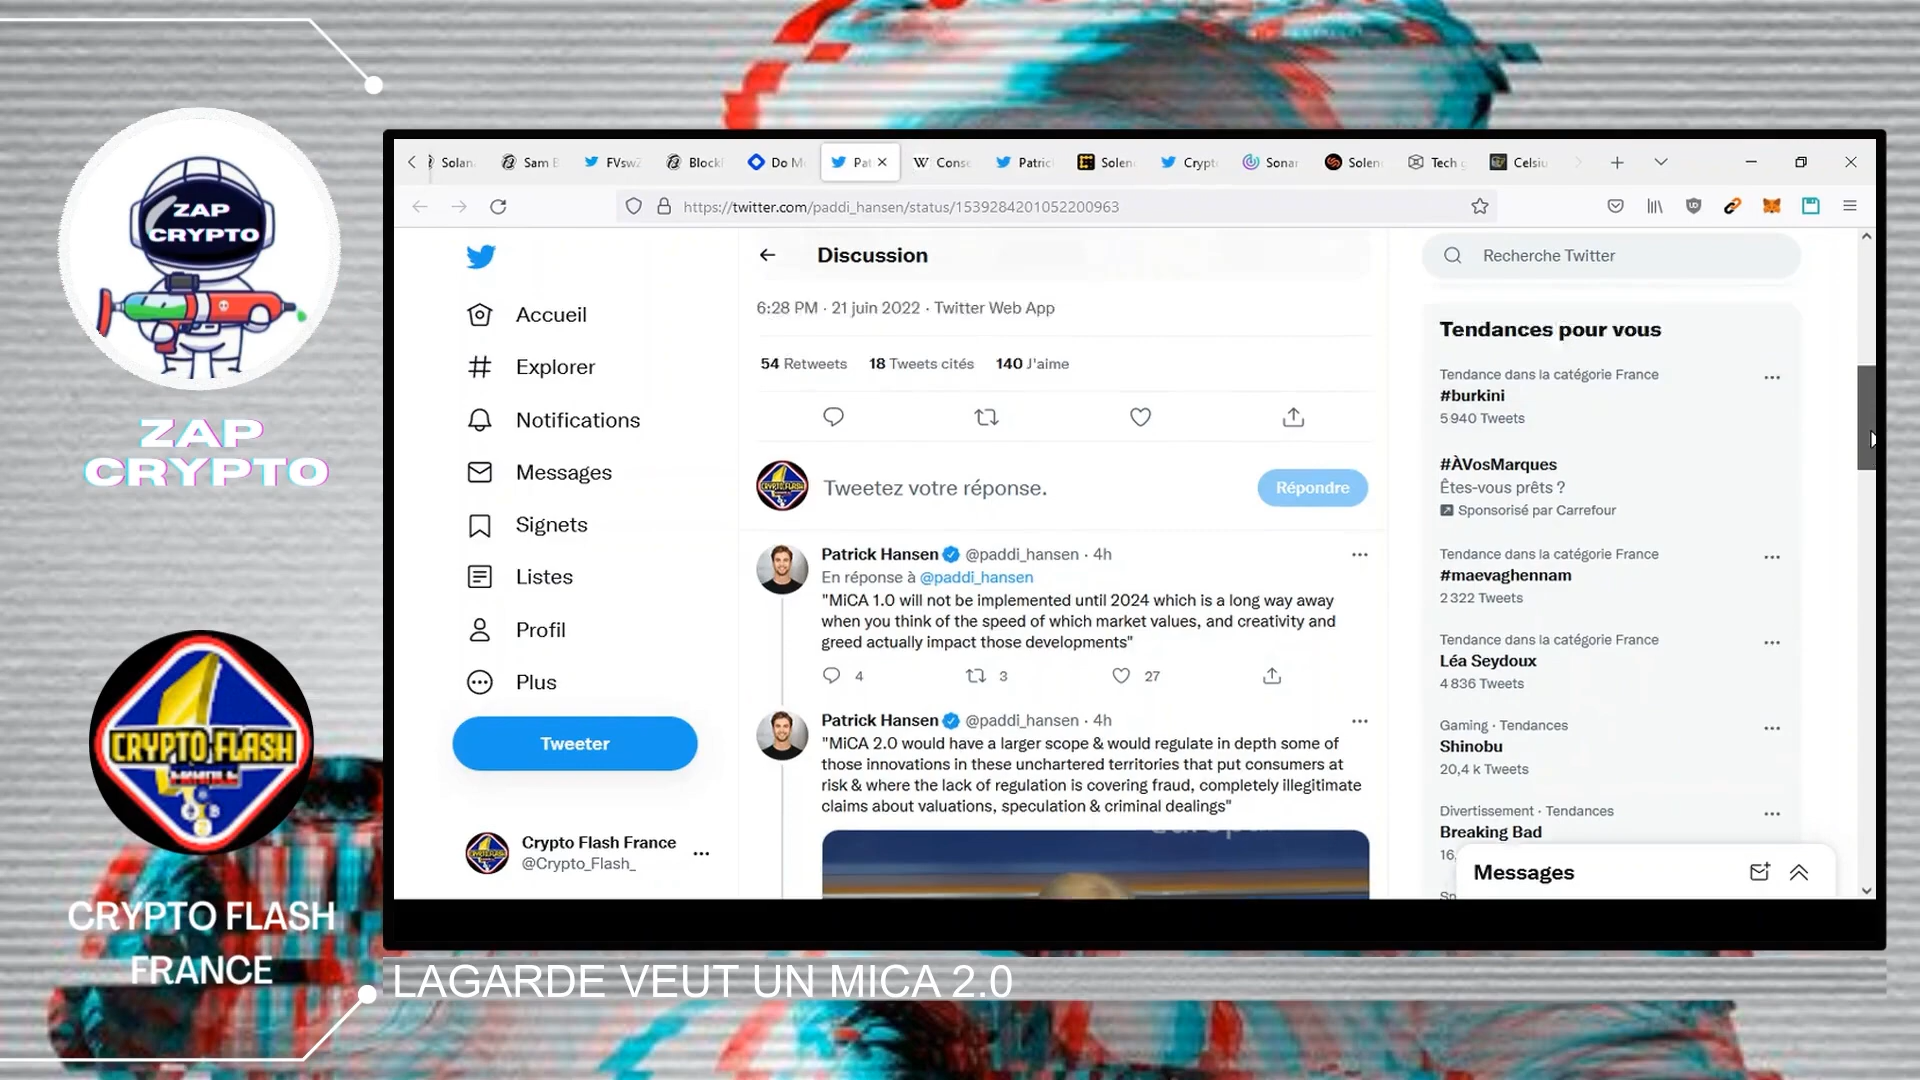 ZAP
CRYPTO
ZAP
CRYPTO
CRYPTO FLASH
FRANCE
CRYPTO FLASH
FRANCE
Solan
Sam B
FVswZ
Block
Do M
Pat
Conse
Patric
Solen
Crypt
Sonar
Solen
Tech
Celsiu
https://twitter.com/paddi_hansen/status/1539284201052200963
Accueil
Explorer
Notifications
Messages
Signets
Listes
Profil
Plus
Tweeter
Crypto Flash France
@Crypto_Flash_
Discussion
6:28 PM · 21 juin 2022 · Twitter Web App
54 Retweets 18 Tweets cités 140 J'aime
Tweetez votre réponse.
Répondre
Patrick Hansen @paddi_hansen · 4h
En réponse à @paddi_hansen
"MiCA 1.0 will not be implemented until 2024 which is a long way away
when you think of the speed of which market values, and creativity and
greed actually impact those developments"
4 3 27
Patrick Hansen @paddi_hansen · 4h
"MiCA 2.0 would have a larger scope & would regulate in depth some of
those innovations in these unchartered territories that put consumers at
risk & where the lack of regulation is covering fraud, completely illegitimate
claims about valuations, speculation & criminal dealings"
Recherche Twitter
Tendances pour vous
Tendance dans la catégorie France
#burkini
5 940 Tweets
#ÀVosMarques
Êtes-vous prêts ?
Sponsorisé par Carrefour
Tendance dans la catégorie France
#maevaghennam
2 322 Tweets
Tendance dans la catégorie France
Léa Seydoux
4 836 Tweets
Gaming · Tendances
Shinobu
20,4 k Tweets
Divertissement · Tendances
Breaking Bad
16,
Messages
LAGARDE VEUT UN MICA 2.0